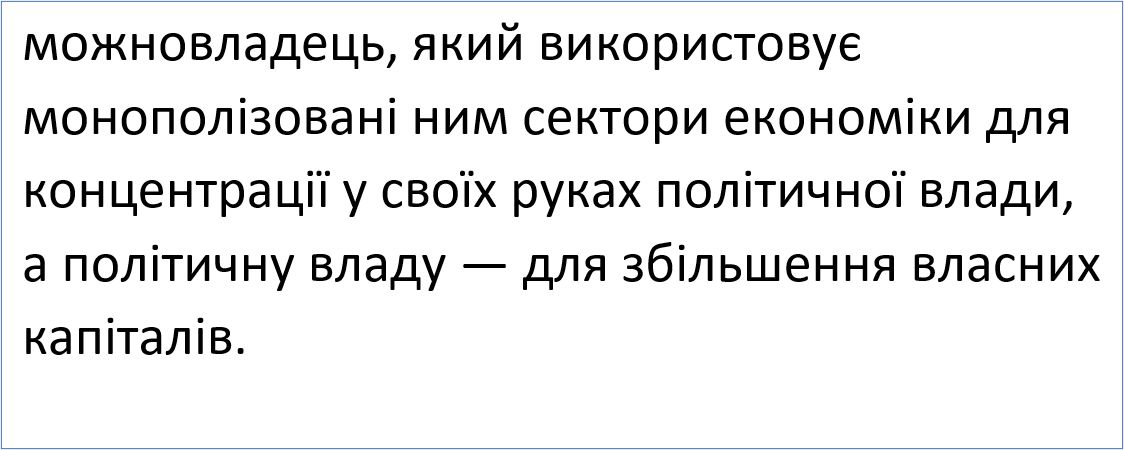 можновладець, який використовує
монополізовані ним сектори економіки для
концентрації у своїх руках політичної влади,
а політичну владу — для збільшення власних
капіталів.